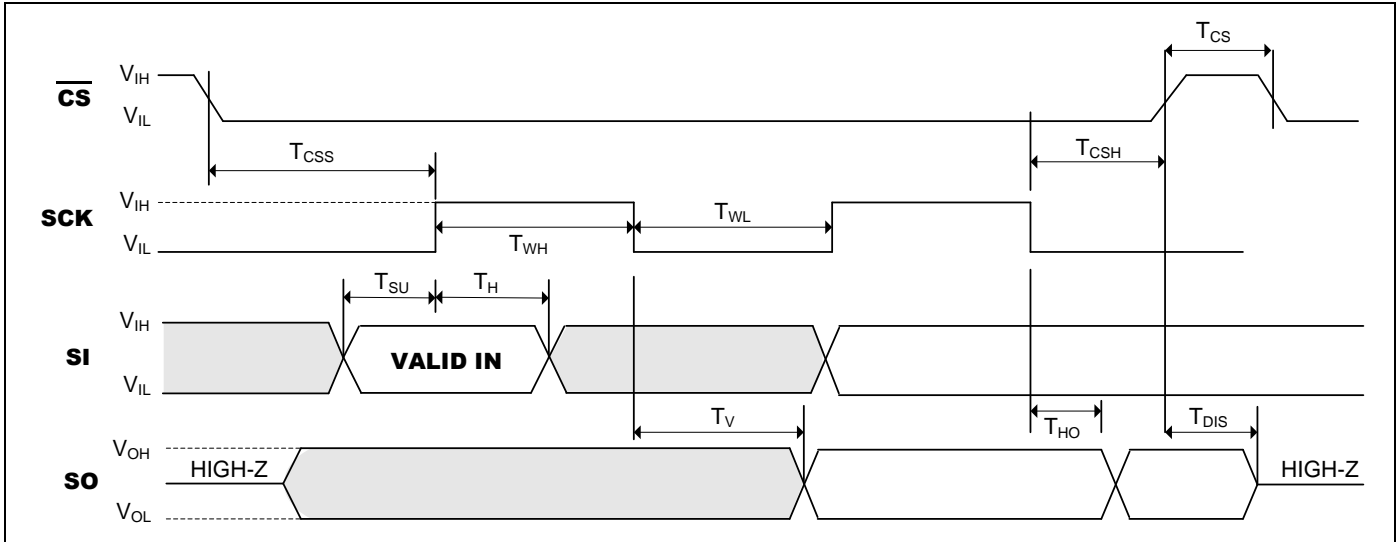 T_CS
V_IH
CS
V_IL
T_CSS
T_CSH
V_IH
SCK
T_WL
V_IL
T_WH
T_SU
T_H
V_IH
SI
VALID IN
V_IL
T_V
T_HO
T_DIS
V_OH
HIGH-Z
HIGH-Z
SO
V_OL